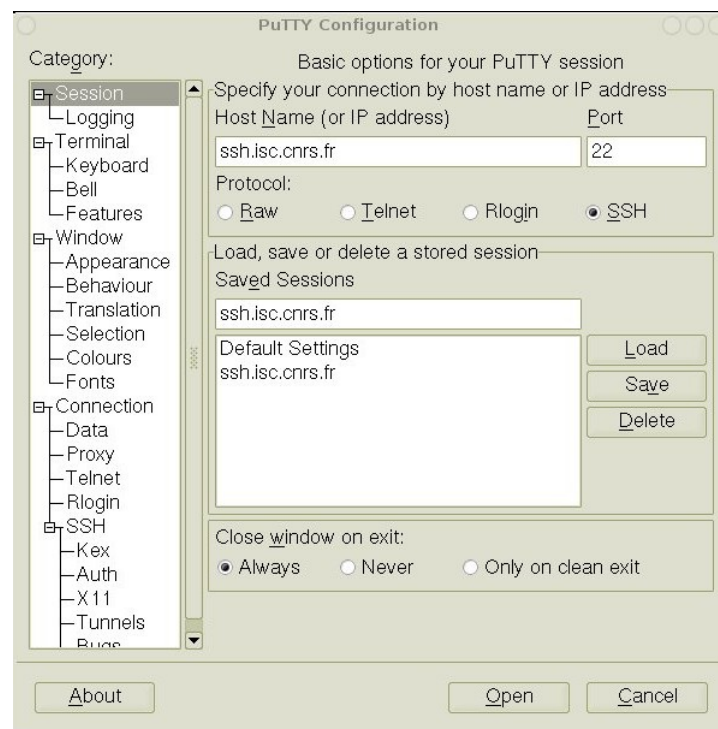 PuTTY Configuration
Category:
Session
Logging
Terminal
Keyboard
Bell
Features
Window
Appearance
Behaviour
Translation
Selection
Colours
Fonts
Connection
Data
Proxy
Telnet
Rlogin
SSH
Kex
Auth
X11
Tunnels
Bugs
Basic options for your PuTTY session
Specify your connection by host name or IP address
Host Name (or IP address) Port
ssh.isc.cnrs.fr 22
Protocol:
Raw Telnet Rlogin SSH
Load, save or delete a stored session
Saved Sessions
ssh.isc.cnrs.fr
Default Settings
ssh.isc.cnrs.fr
Load
Save
Delete
Close window on exit:
Always Never Only on clean exit
About Open Cancel